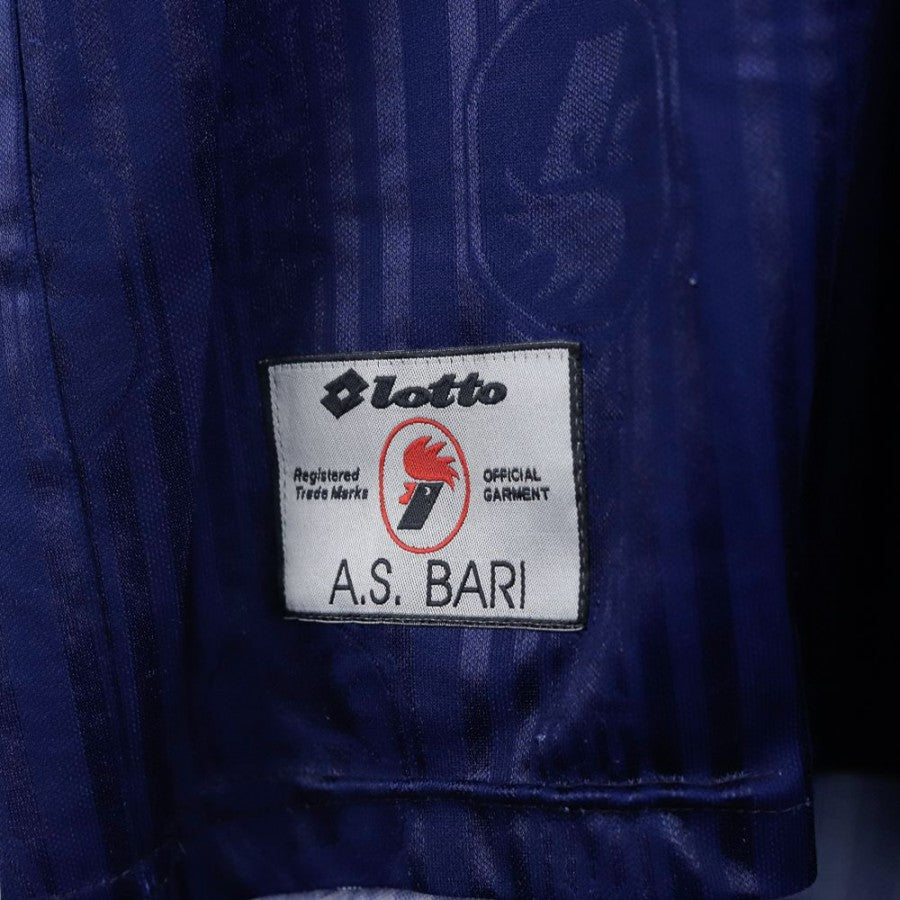 lotto
Registered
Trade Marks
OFFICIAL
GARMENT
A.S. BARI